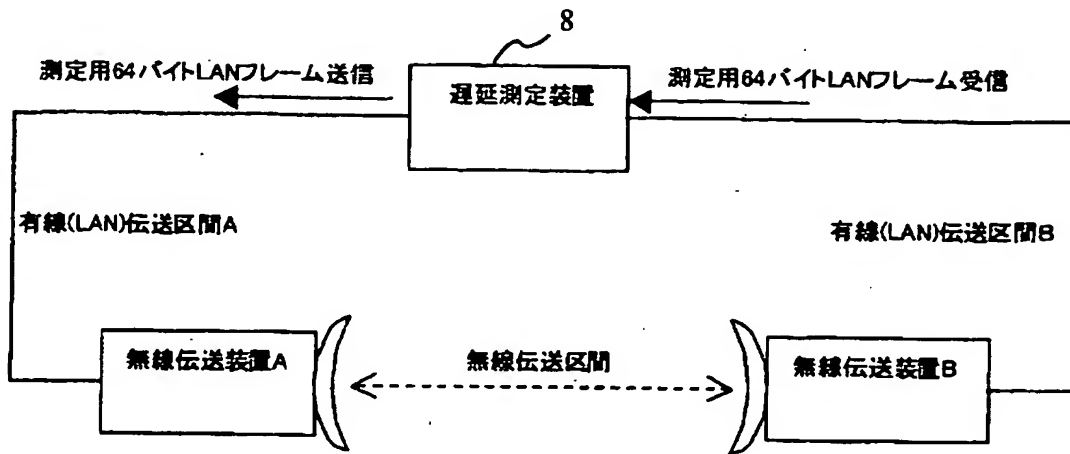 8
測定用64バイトLANフレーム送信
遅延測定装置
測定用64バイトLANフレーム受信
有線(LAN)伝送区間A
有線(LAN)伝送区間B
無線伝送装置A
無線伝送区間
無線伝送装置B